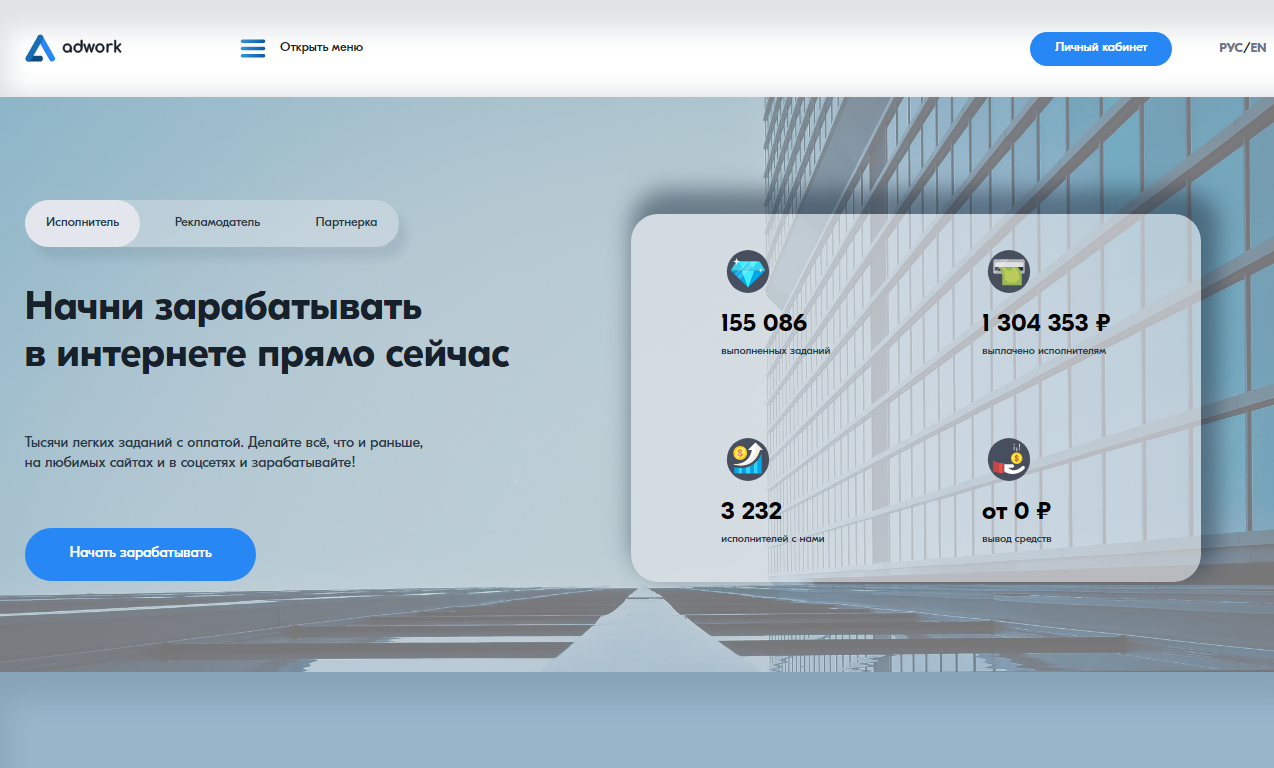 adwork
Открыть меню
Личный кабинет
РУС/EN
Исполнитель
Рекламодатель
Партнерка
Начни зарабатывать
в интернете прямо сейчас
Тысячи легких заданий с оплатой. Делайте всё, что и раньше,
на любимых сайтах и в соцсетях и зарабатывайте!
Начать зарабатывать
155 086
выполненных заданий
1 304 353 ₽
выплачено исполнителям
3 232
исполнителей с нами
от 0 ₽
вывод средств